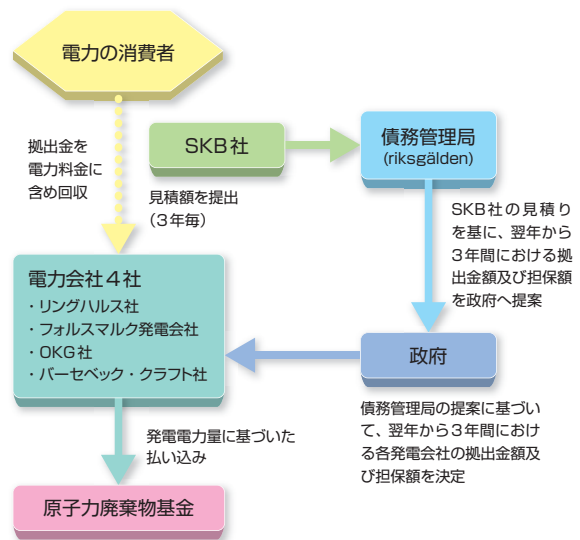 電力の消費者
拠出金を
電力料金に
含め回収
SKB社
見積額を提出
（3年毎）
債務管理局
(riksgälden)
SKB社の見積り
を基に、翌年から
3年間における拠
出金額及び担保額
を政府へ提案
電力会社4社
・リングハルス社
・フォルスマルク発電会社
・OKG社
・バーセベック・クラフト社
政府
債務管理局の提案に基づい
て、翌年から3年間におけ
る各発電会社の拠出金額及
び担保額を決定
発電電力量に基づいた
払い込み
原子力廃棄物基金